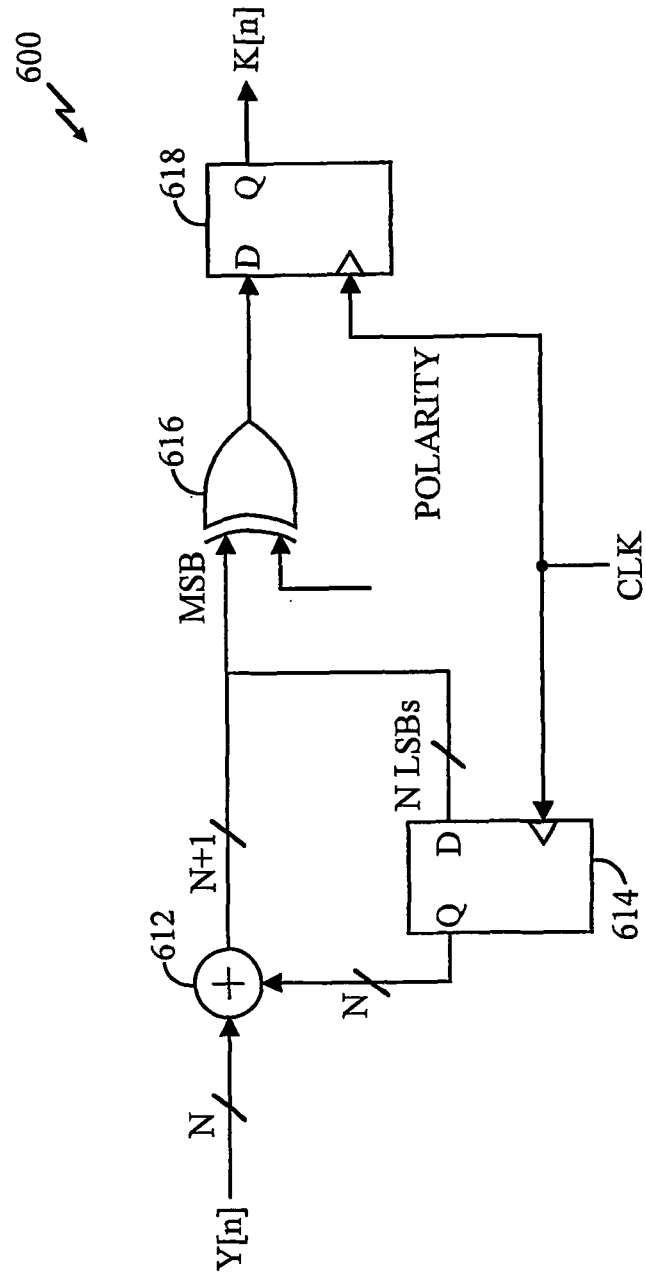 600
Y[n]
N
612
N+1
MSB
616
618
D
Q
K[n]
N
Q
D
N LSBs
614
POLARITY
CLK